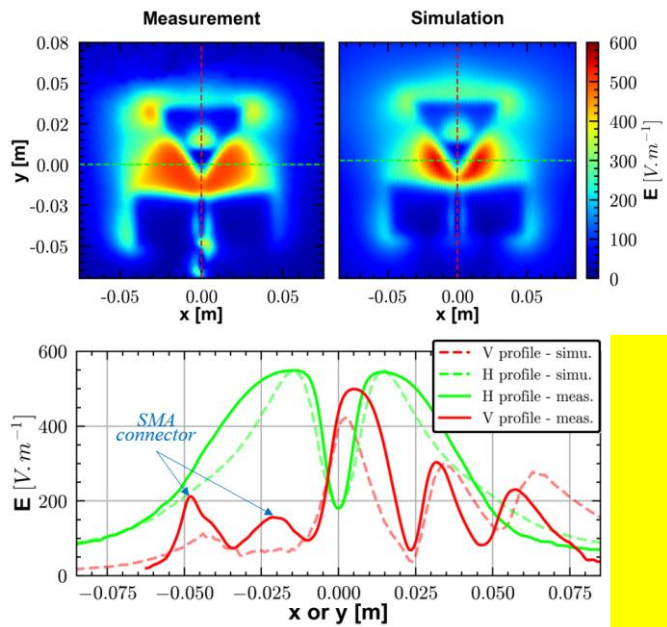 Measurement Simulation
0.08 600
0.05 500
0.02 400
y [m] 0.00 300 E [V.m⁻¹]
-0.03 200
-0.05 100
0
-0.05 0.00 0.05 -0.05 0.00 0.05
x [m] x [m]
600
V profile - simu.
H profile - simu.
H profile - meas.
V profile - meas.
SMA
connector
400
E [V.m⁻¹]
200
0
−0.075 −0.050 −0.025 0.000 0.025 0.050 0.075
x or y [m]